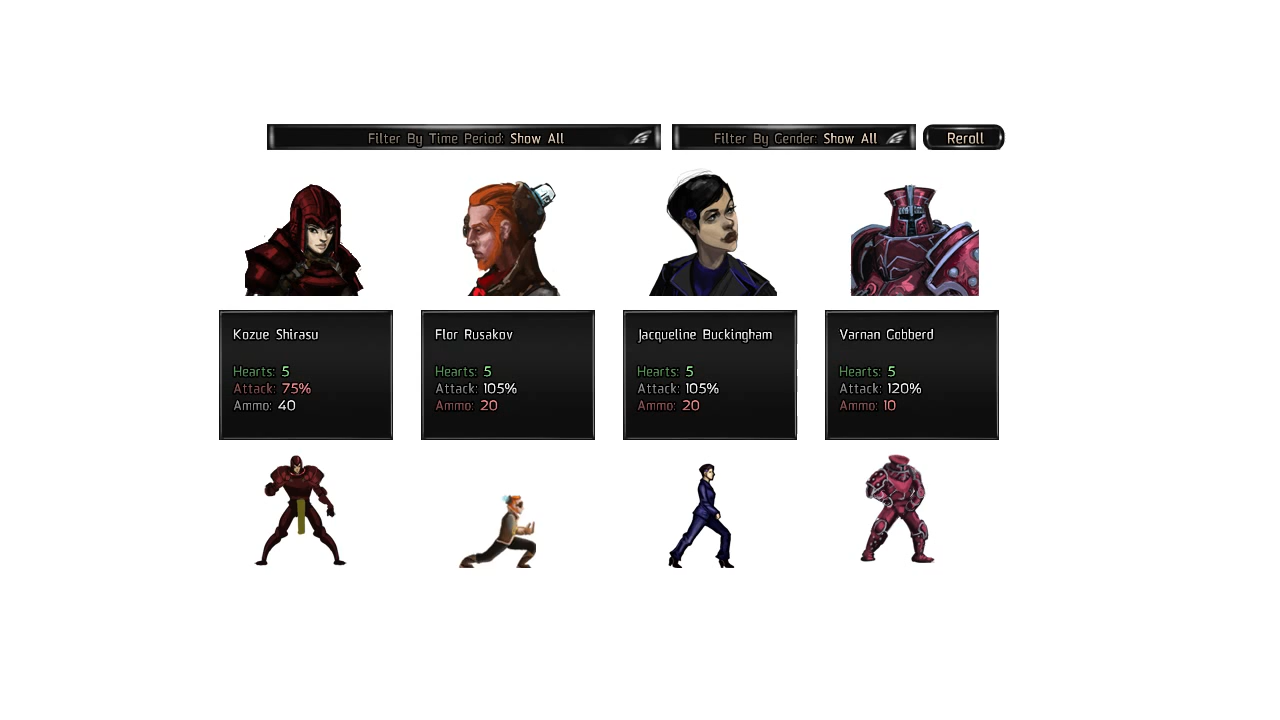 Filter By Time Period: Show All
Filter By Gender: Show All
Reroll
Kozue Shirasu
Hearts: 5
Attack: 75%
Ammo: 40
Flor Rusakov
Hearts: 5
Attack: 105%
Ammo: 20
Jacqueline Buckingham
Hearts: 5
Attack: 105%
Ammo: 20
Varnan Gobberd
Hearts: 5
Attack: 120%
Ammo: 10